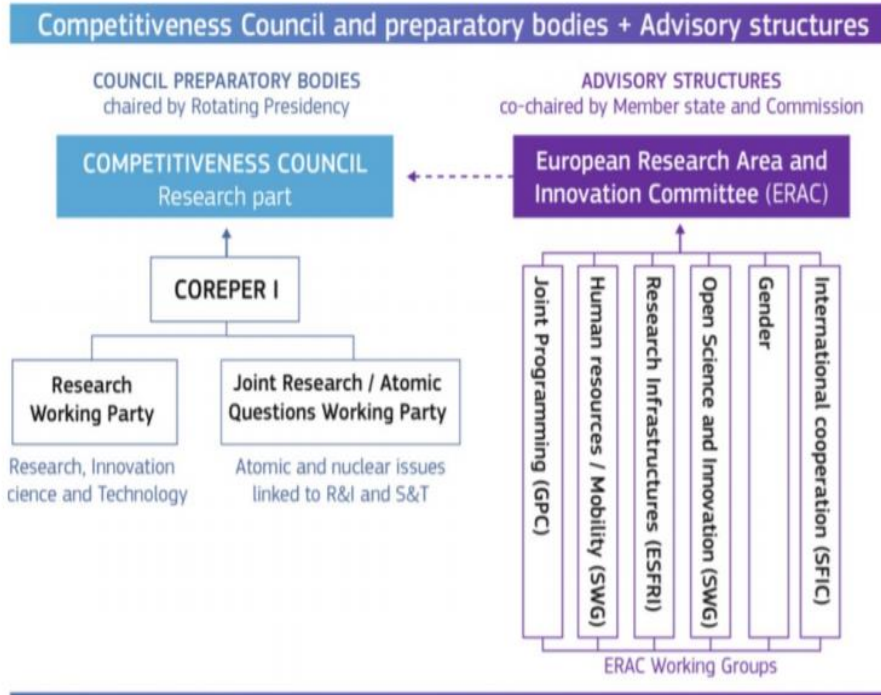 Competitiveness Council and preparatory bodies + Advisory structures
COUNCIL PREPARATORY BODIES
chaired by Rotating Presidency
COMPETITIVENESS COUNCIL
Research part
COREPER I
Research
Working Party
Research, Innovation
cience and Technology
Joint Research / Atomic
Questions Working Party
Atomic and nuclear issues
linked to R&I and S&T
ADVISORY STRUCTURES
co-chaired by Member state and Commission
European Research Area and
Innovation Committee (ERAC)
Joint Programming (GPC)
Human resources / Mobility (SWG)
Research Infrastructures (ESFRI)
Open Science and Innovation (SWG)
Gender
International cooperation (SFIC)
ERAC Working Groups